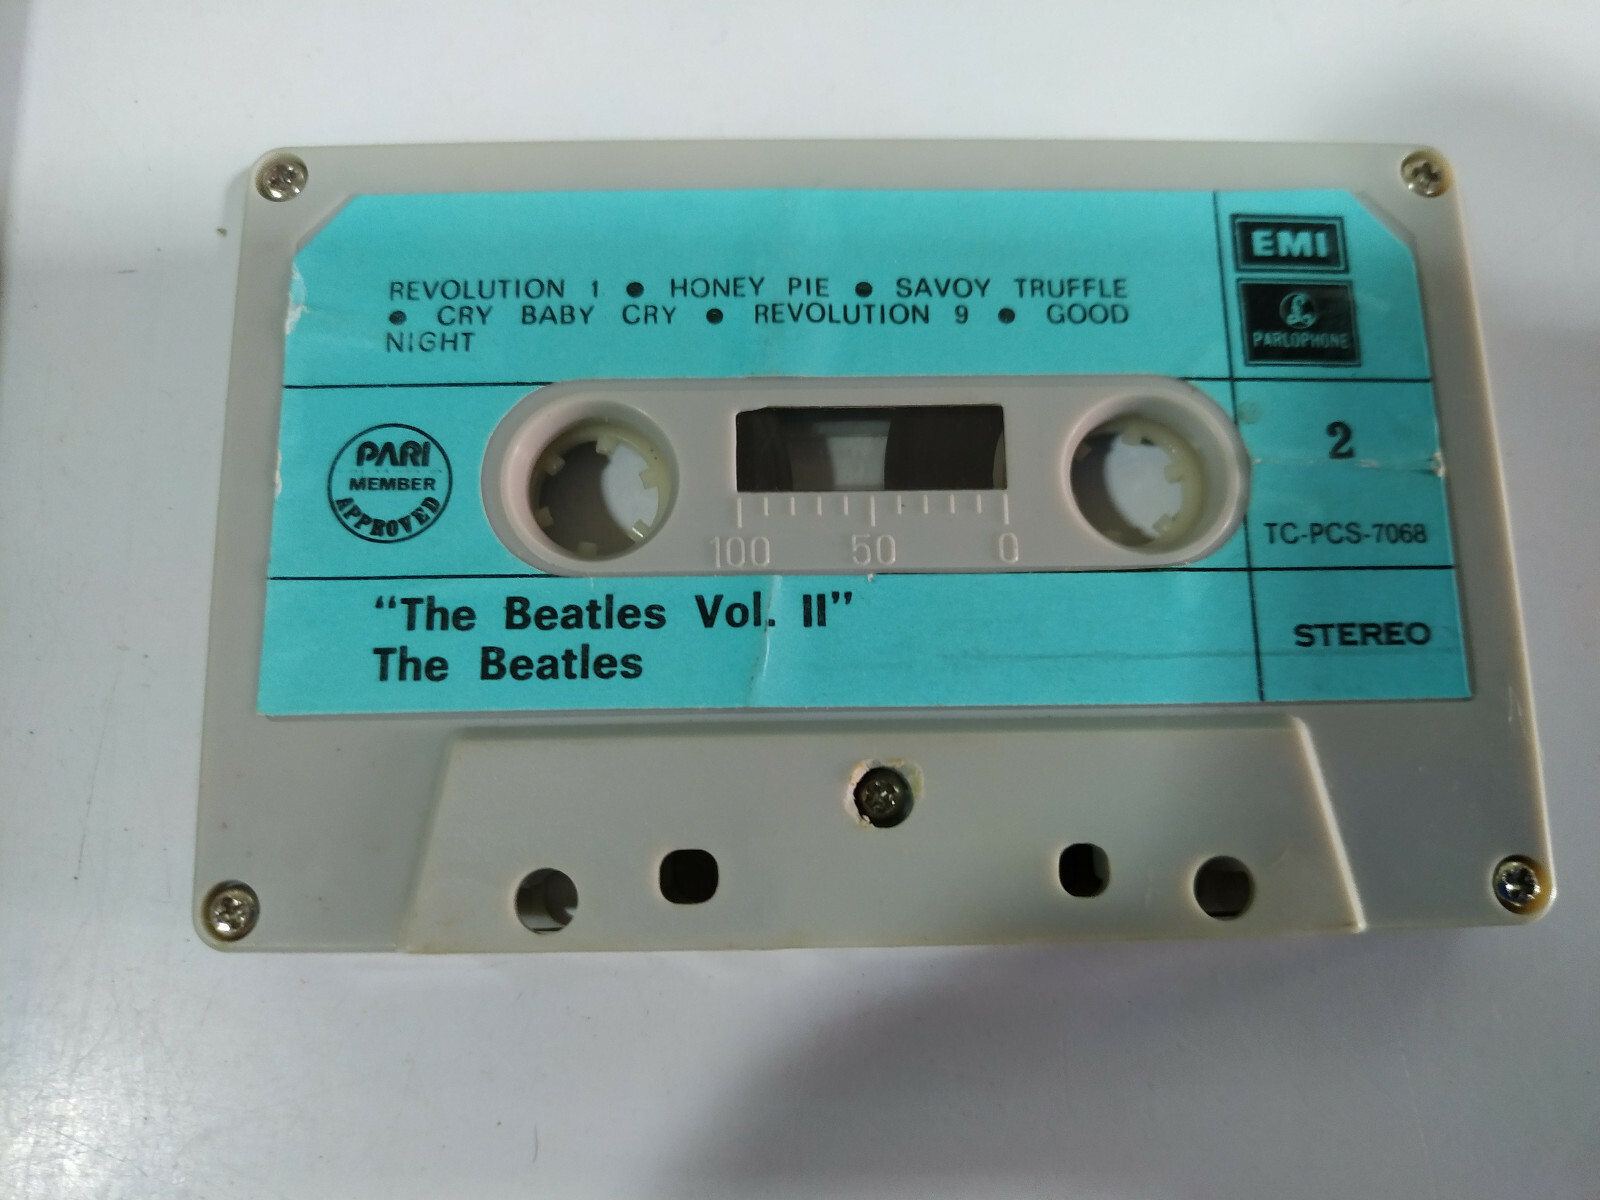 REVOLUTION 1 ● HONEY PIE ● SAVOY TRUFFLE
● CRY BABY CRY ● REVOLUTION 9 ● GOOD
NIGHT
EMI
£
PARLOPHONE
PARI
MEMBER
APPROVED
100 50 0
2
TC-PCS-7068
"The Beatles Vol. II"
The Beatles
STEREO